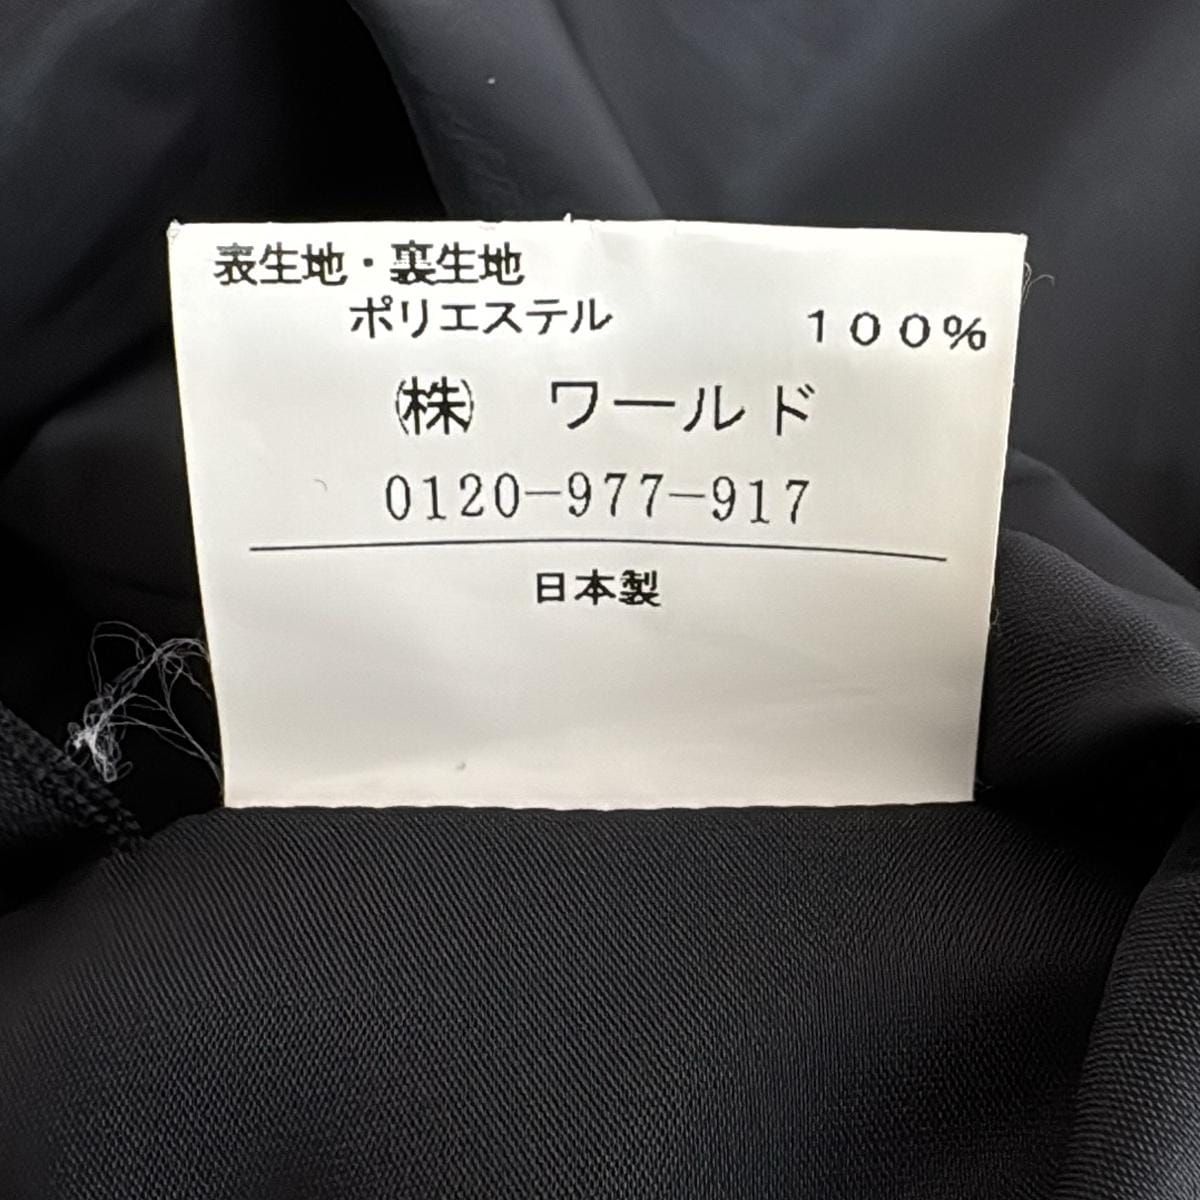 表生地・裏生地
ポリエステル 100%
㈱ ワールド
0120-977-917
日本製